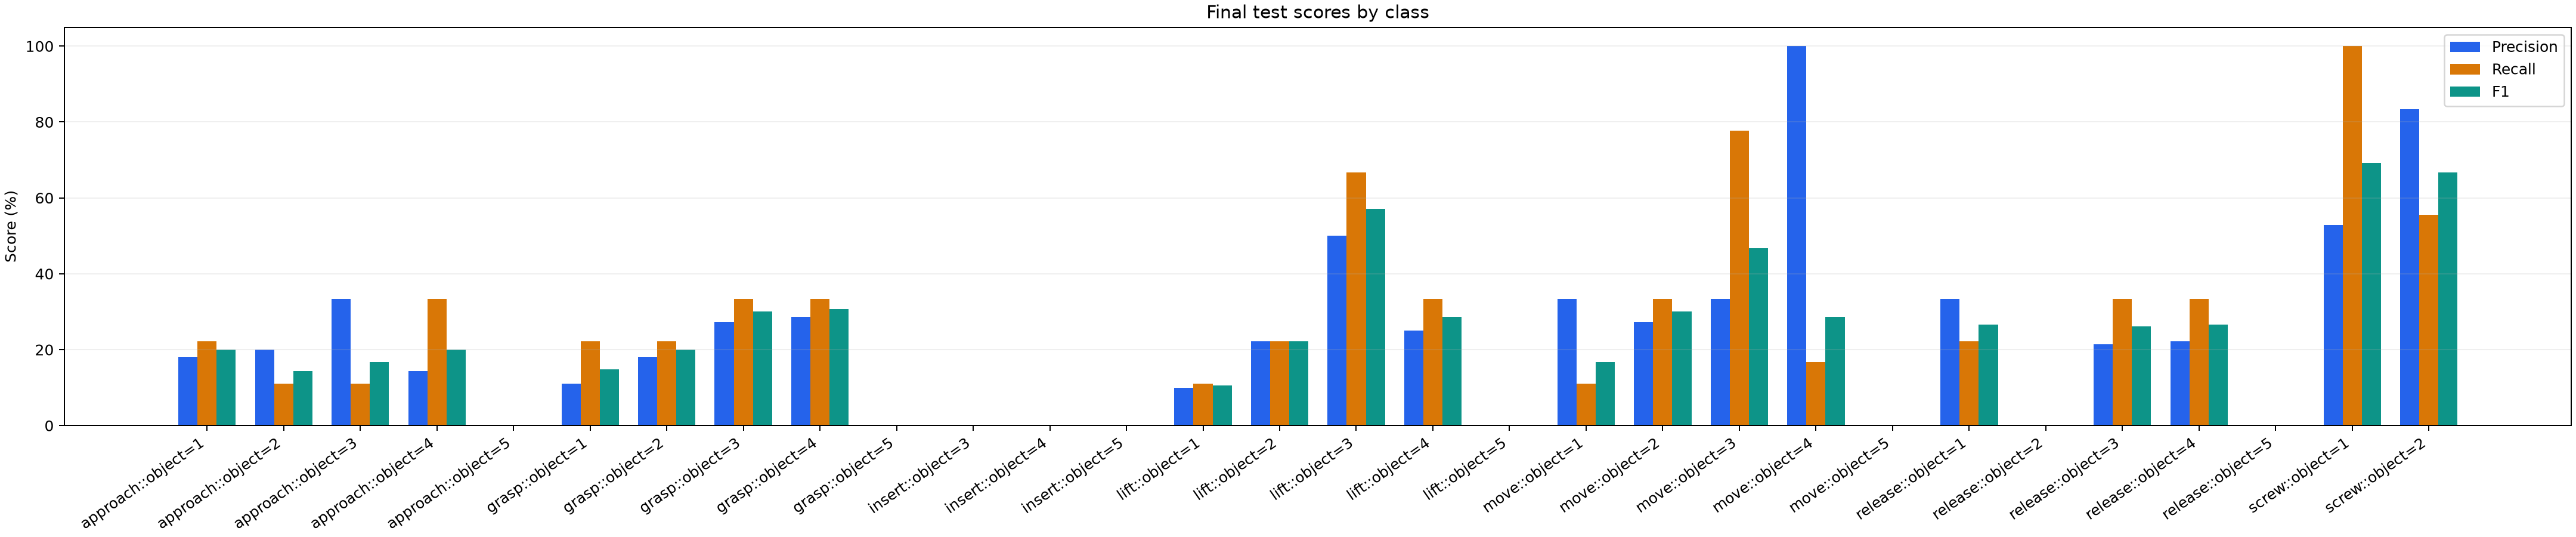 Final test scores by class
Score (%)
100
80
60
40
20
0
Precision
Recall
F1
approach::object=1
approach::object=2
approach::object=3
approach::object=4
approach::object=5
grasp::object=1
grasp::object=2
grasp::object=3
grasp::object=4
grasp::object=5
insert::object=3
insert::object=4
insert::object=5
lift::object=1
lift::object=2
lift::object=3
lift::object=4
lift::object=5
move::object=1
move::object=2
move::object=3
move::object=4
move::object=5
release::object=1
release::object=2
release::object=3
release::object=4
release::object=5
screw::object=1
screw::object=2